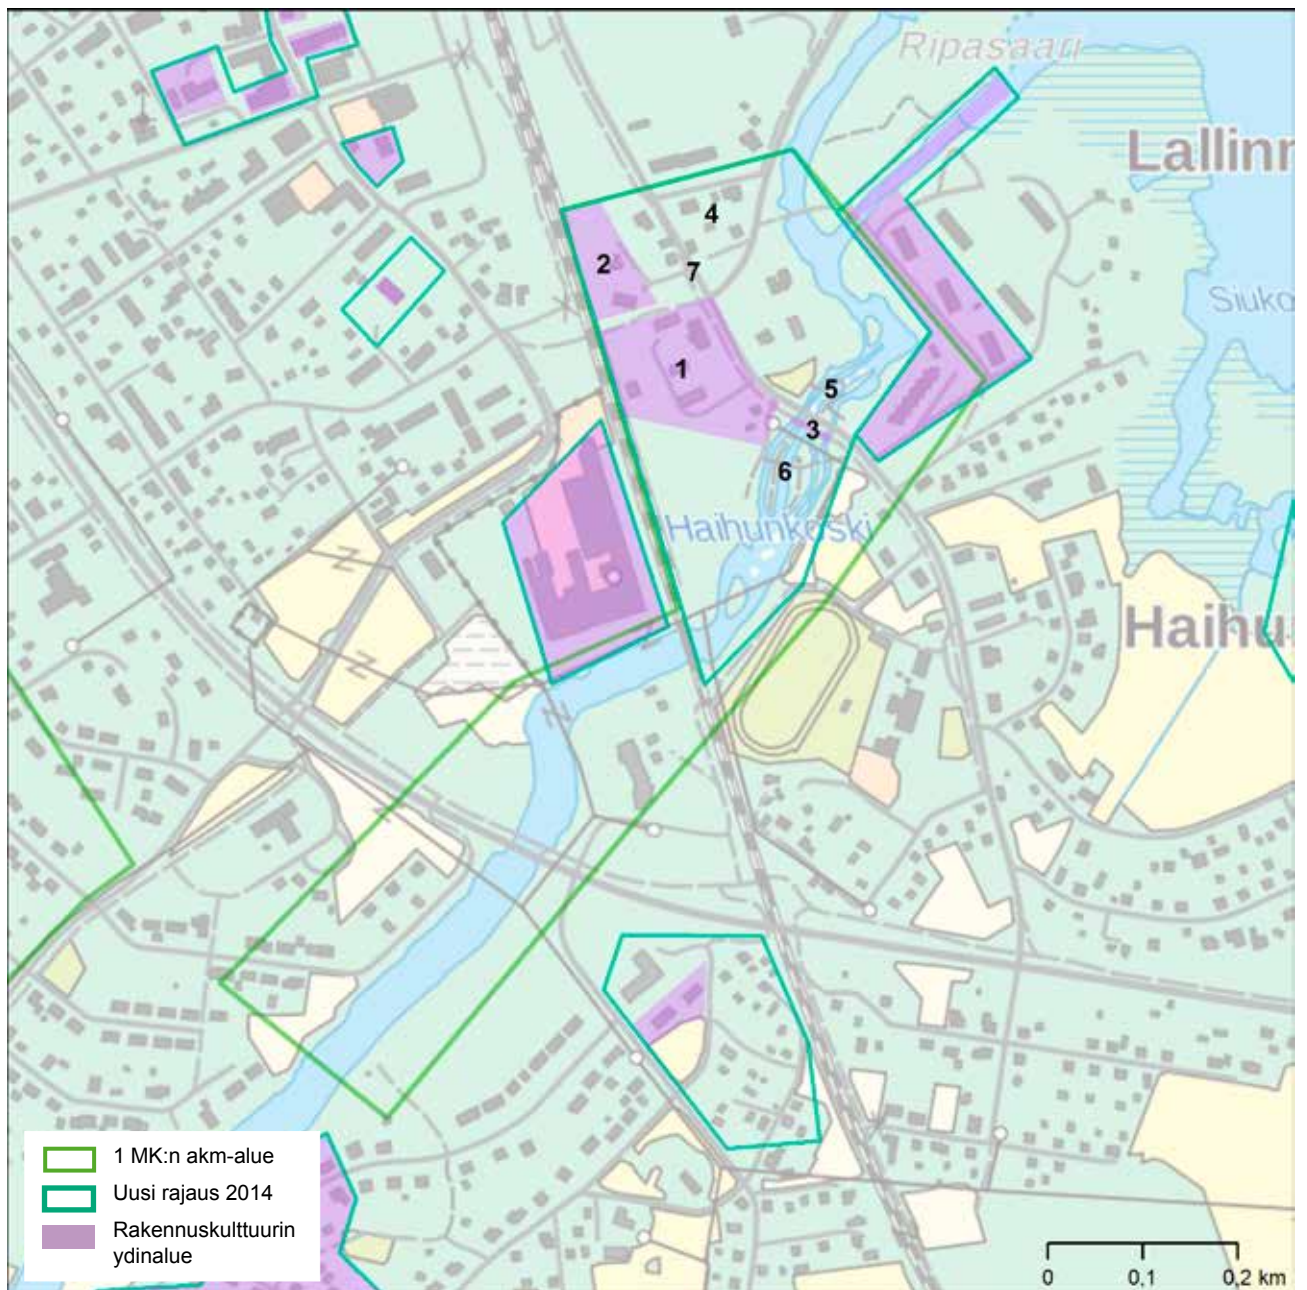 Ripasaari
Lallinn
4
2
7
Siuko
1
5
3
6
Haihunkoski
Haihu
1 MK:n akm-alue
Uusi rajaus 2014
Rakennuskulttuurin
ydinalue
0 0,1 0,2 km